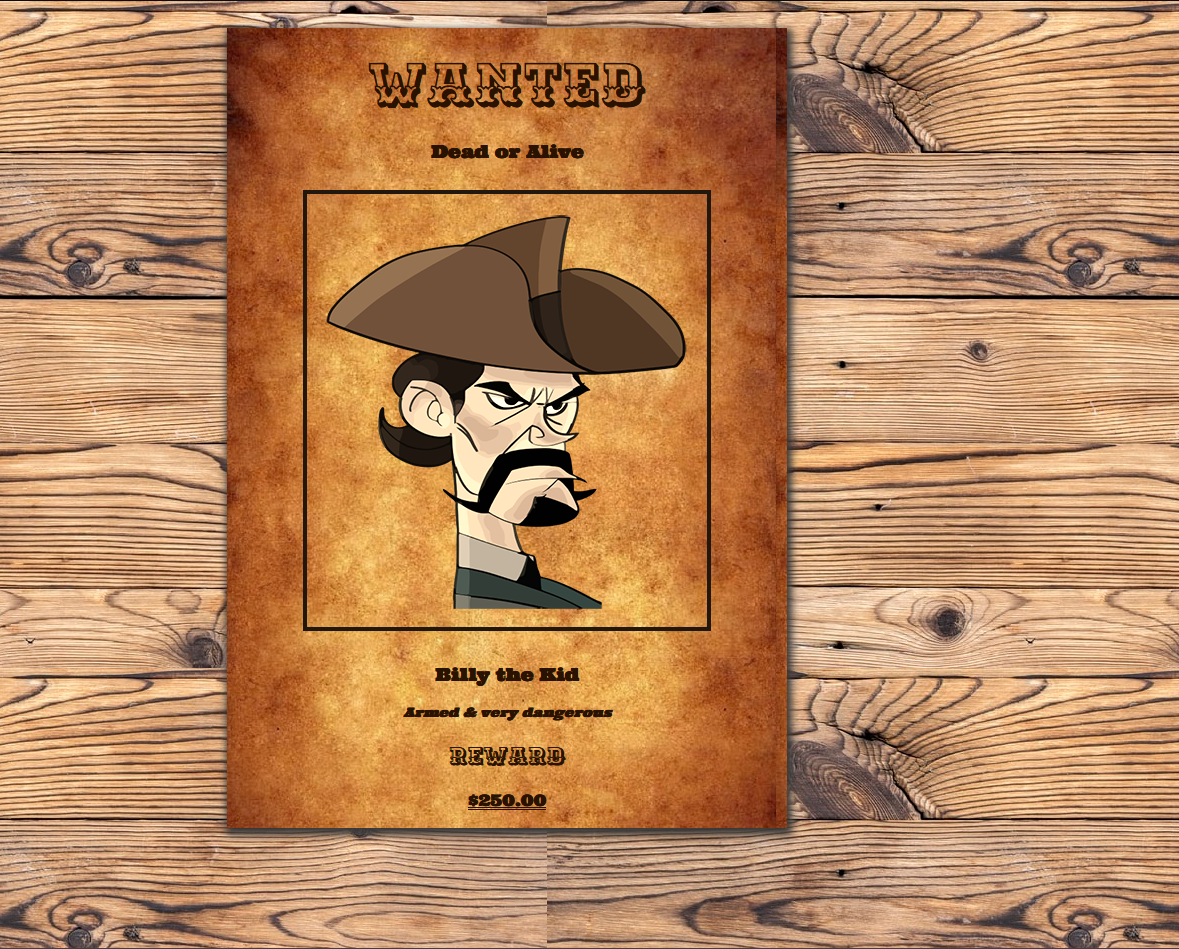 WANTED
Dead or Alive
Billy the Kid
Armed & very dangerous
REWARD
$250.00